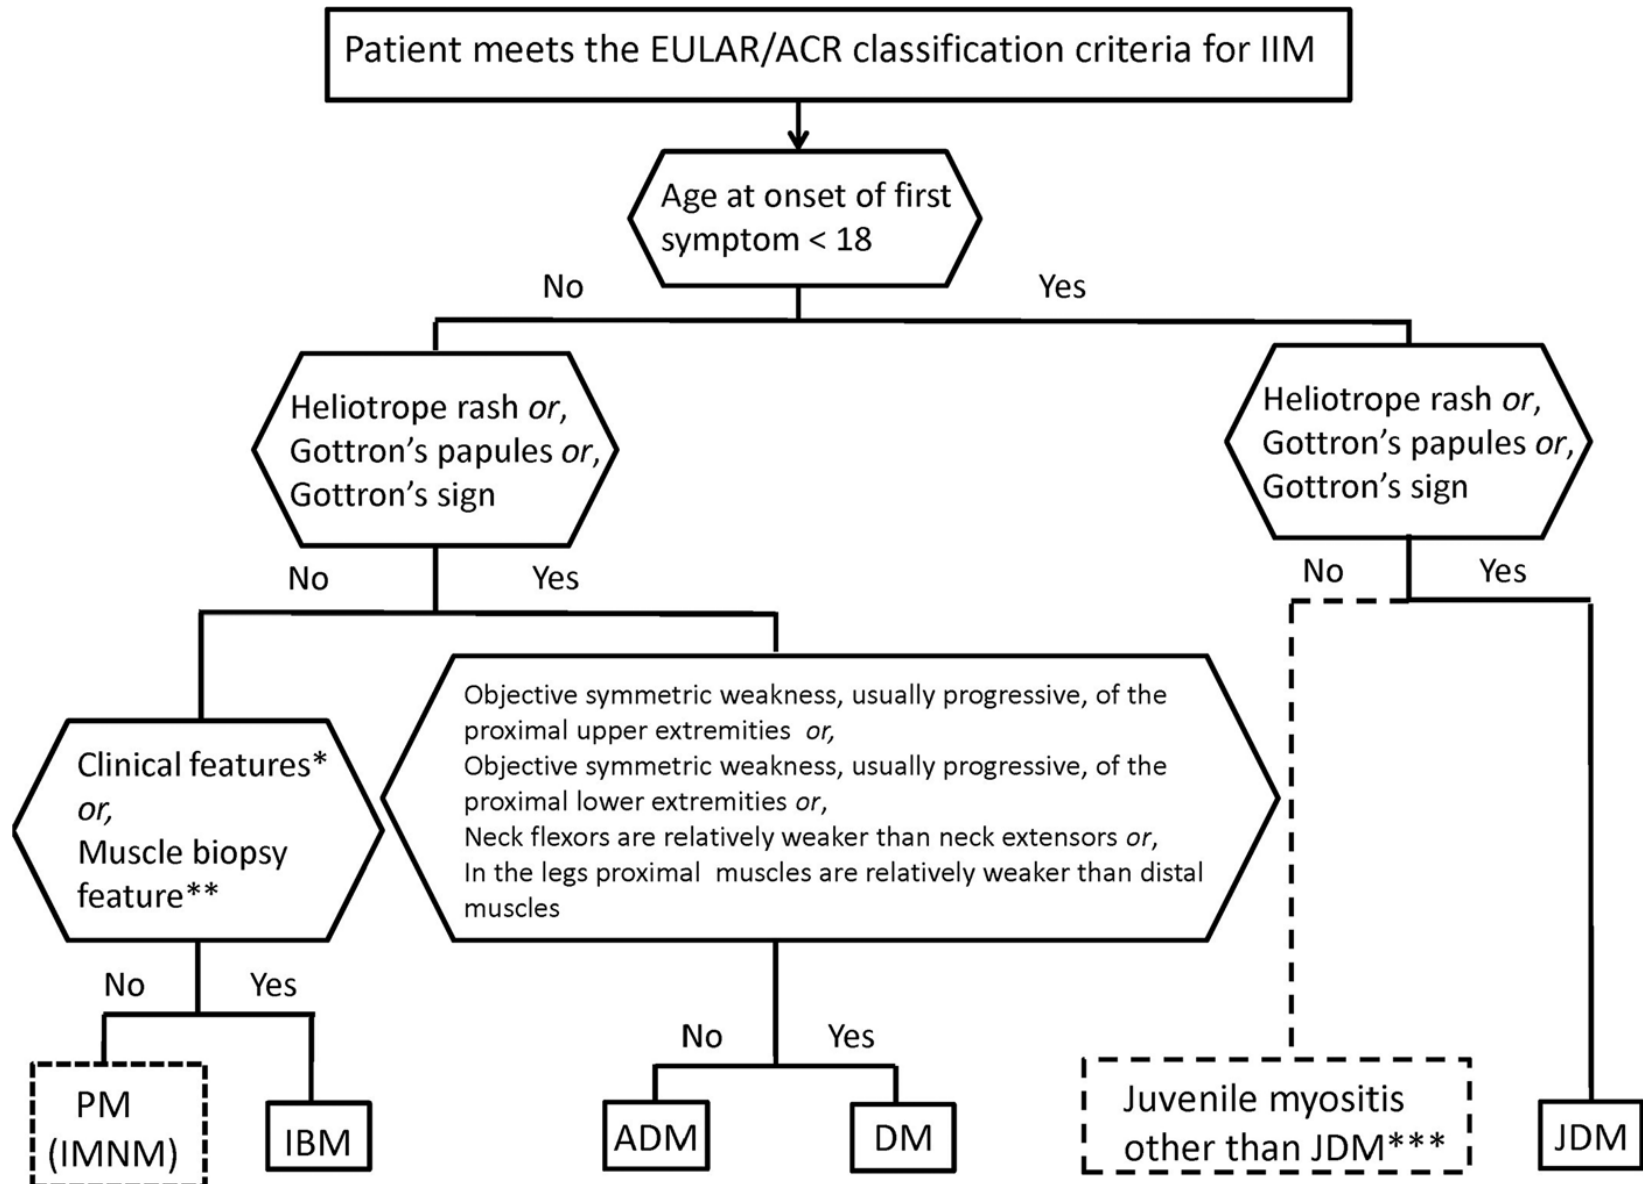 Patient meets the EULAR/ACR classification criteria for IIM
Age at onset of first
symptom < 18
No
Yes
Heliotrope rash or,
Gottron’s papules or,
Gottron’s sign
Heliotrope rash or,
Gottron’s papules or,
Gottron’s sign
No
Yes
No
Yes
Clinical features*
or,
Muscle biopsy
feature**
Objective symmetric weakness, usually progressive, of the
proximal upper extremities or,
Objective symmetric weakness, usually progressive, of the
proximal lower extremities or,
Neck flexors are relatively weaker than neck extensors or,
In the legs proximal muscles are relatively weaker than distal
muscles
No
Yes
No
Yes
PM
(IMNM)
IBM
ADM
DM
Juvenile myositis
other than JDM***
JDM